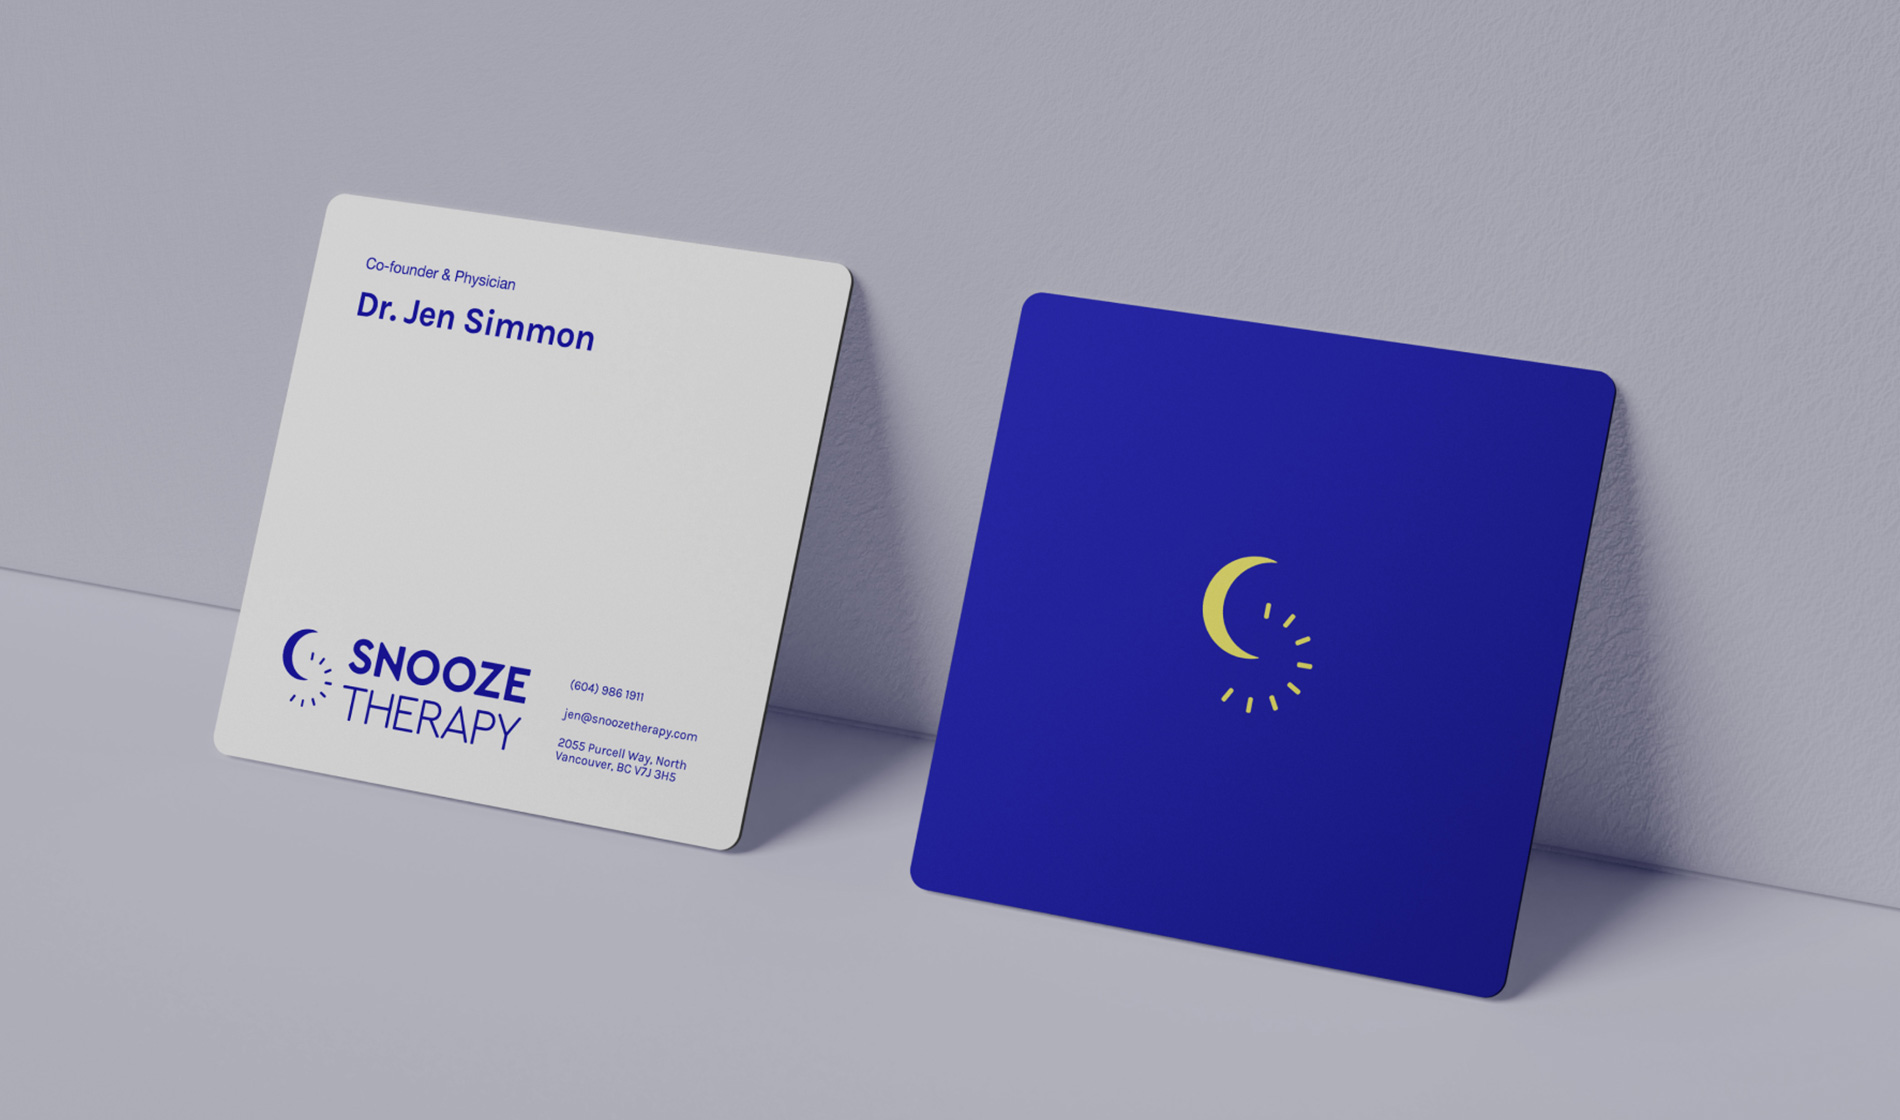 Co-founder & Physician
Dr. Jen Simmon
SNOOZE
THERAPY
(604) 986 1911
jen@snoozetherapy.com
2055 Purcell Way, North
Vancouver, BC V7J 3H5